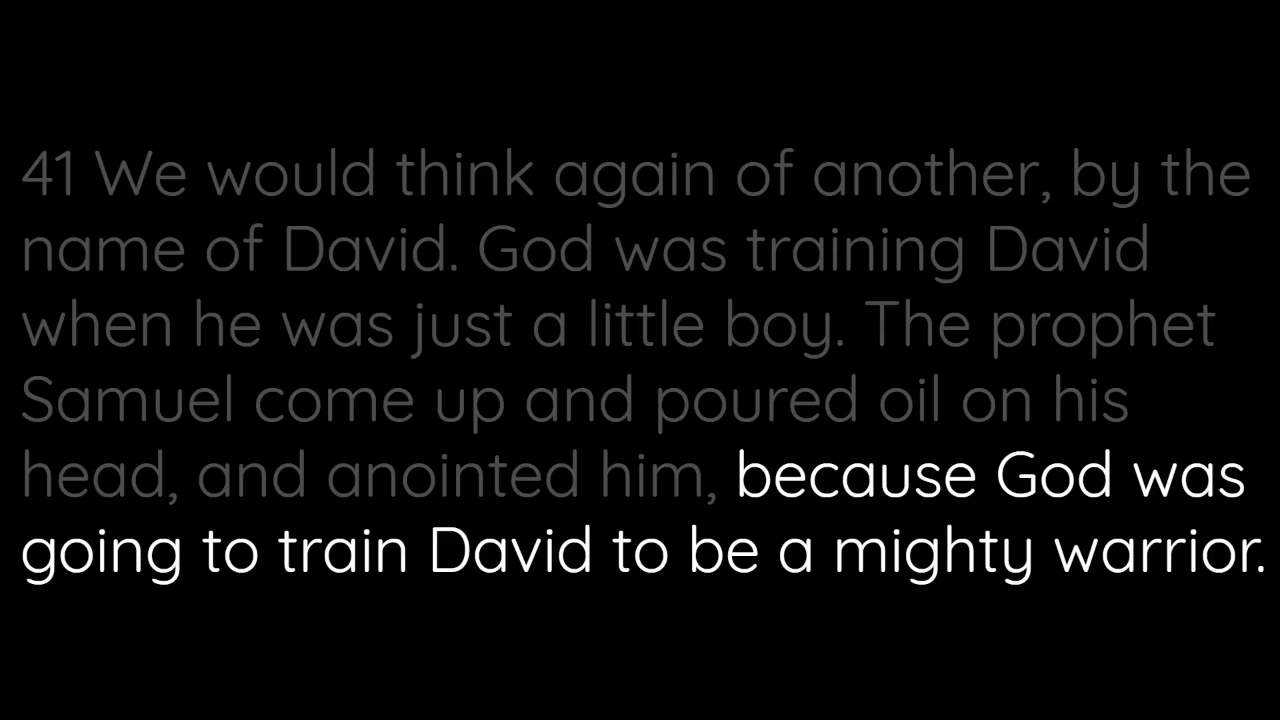 41 We would think again of another, by the
name of David. God was training David
when he was just a little boy. The prophet
Samuel come up and poured oil on his
head, and anointed him, because God was
going to train David to be a mighty warrior.